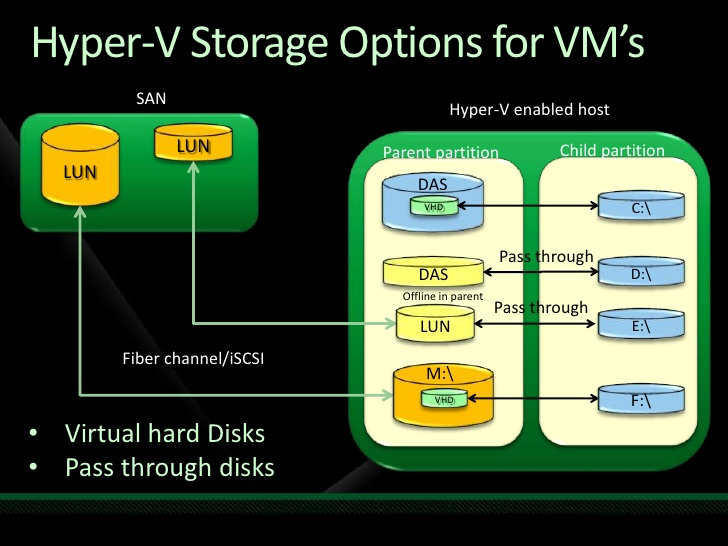 Hyper-V Storage Options for VM's
SAN
Hyper-V enabled host
LUN
LUN
Parent partition
Child partition
DAS
VHD
C:\
Pass through
DAS
D:\
Offline in parent
Pass through
LUN
E:\
Fiber channel/iSCSI
M:\
VHD
F:\
• Virtual hard Disks
• Pass through disks